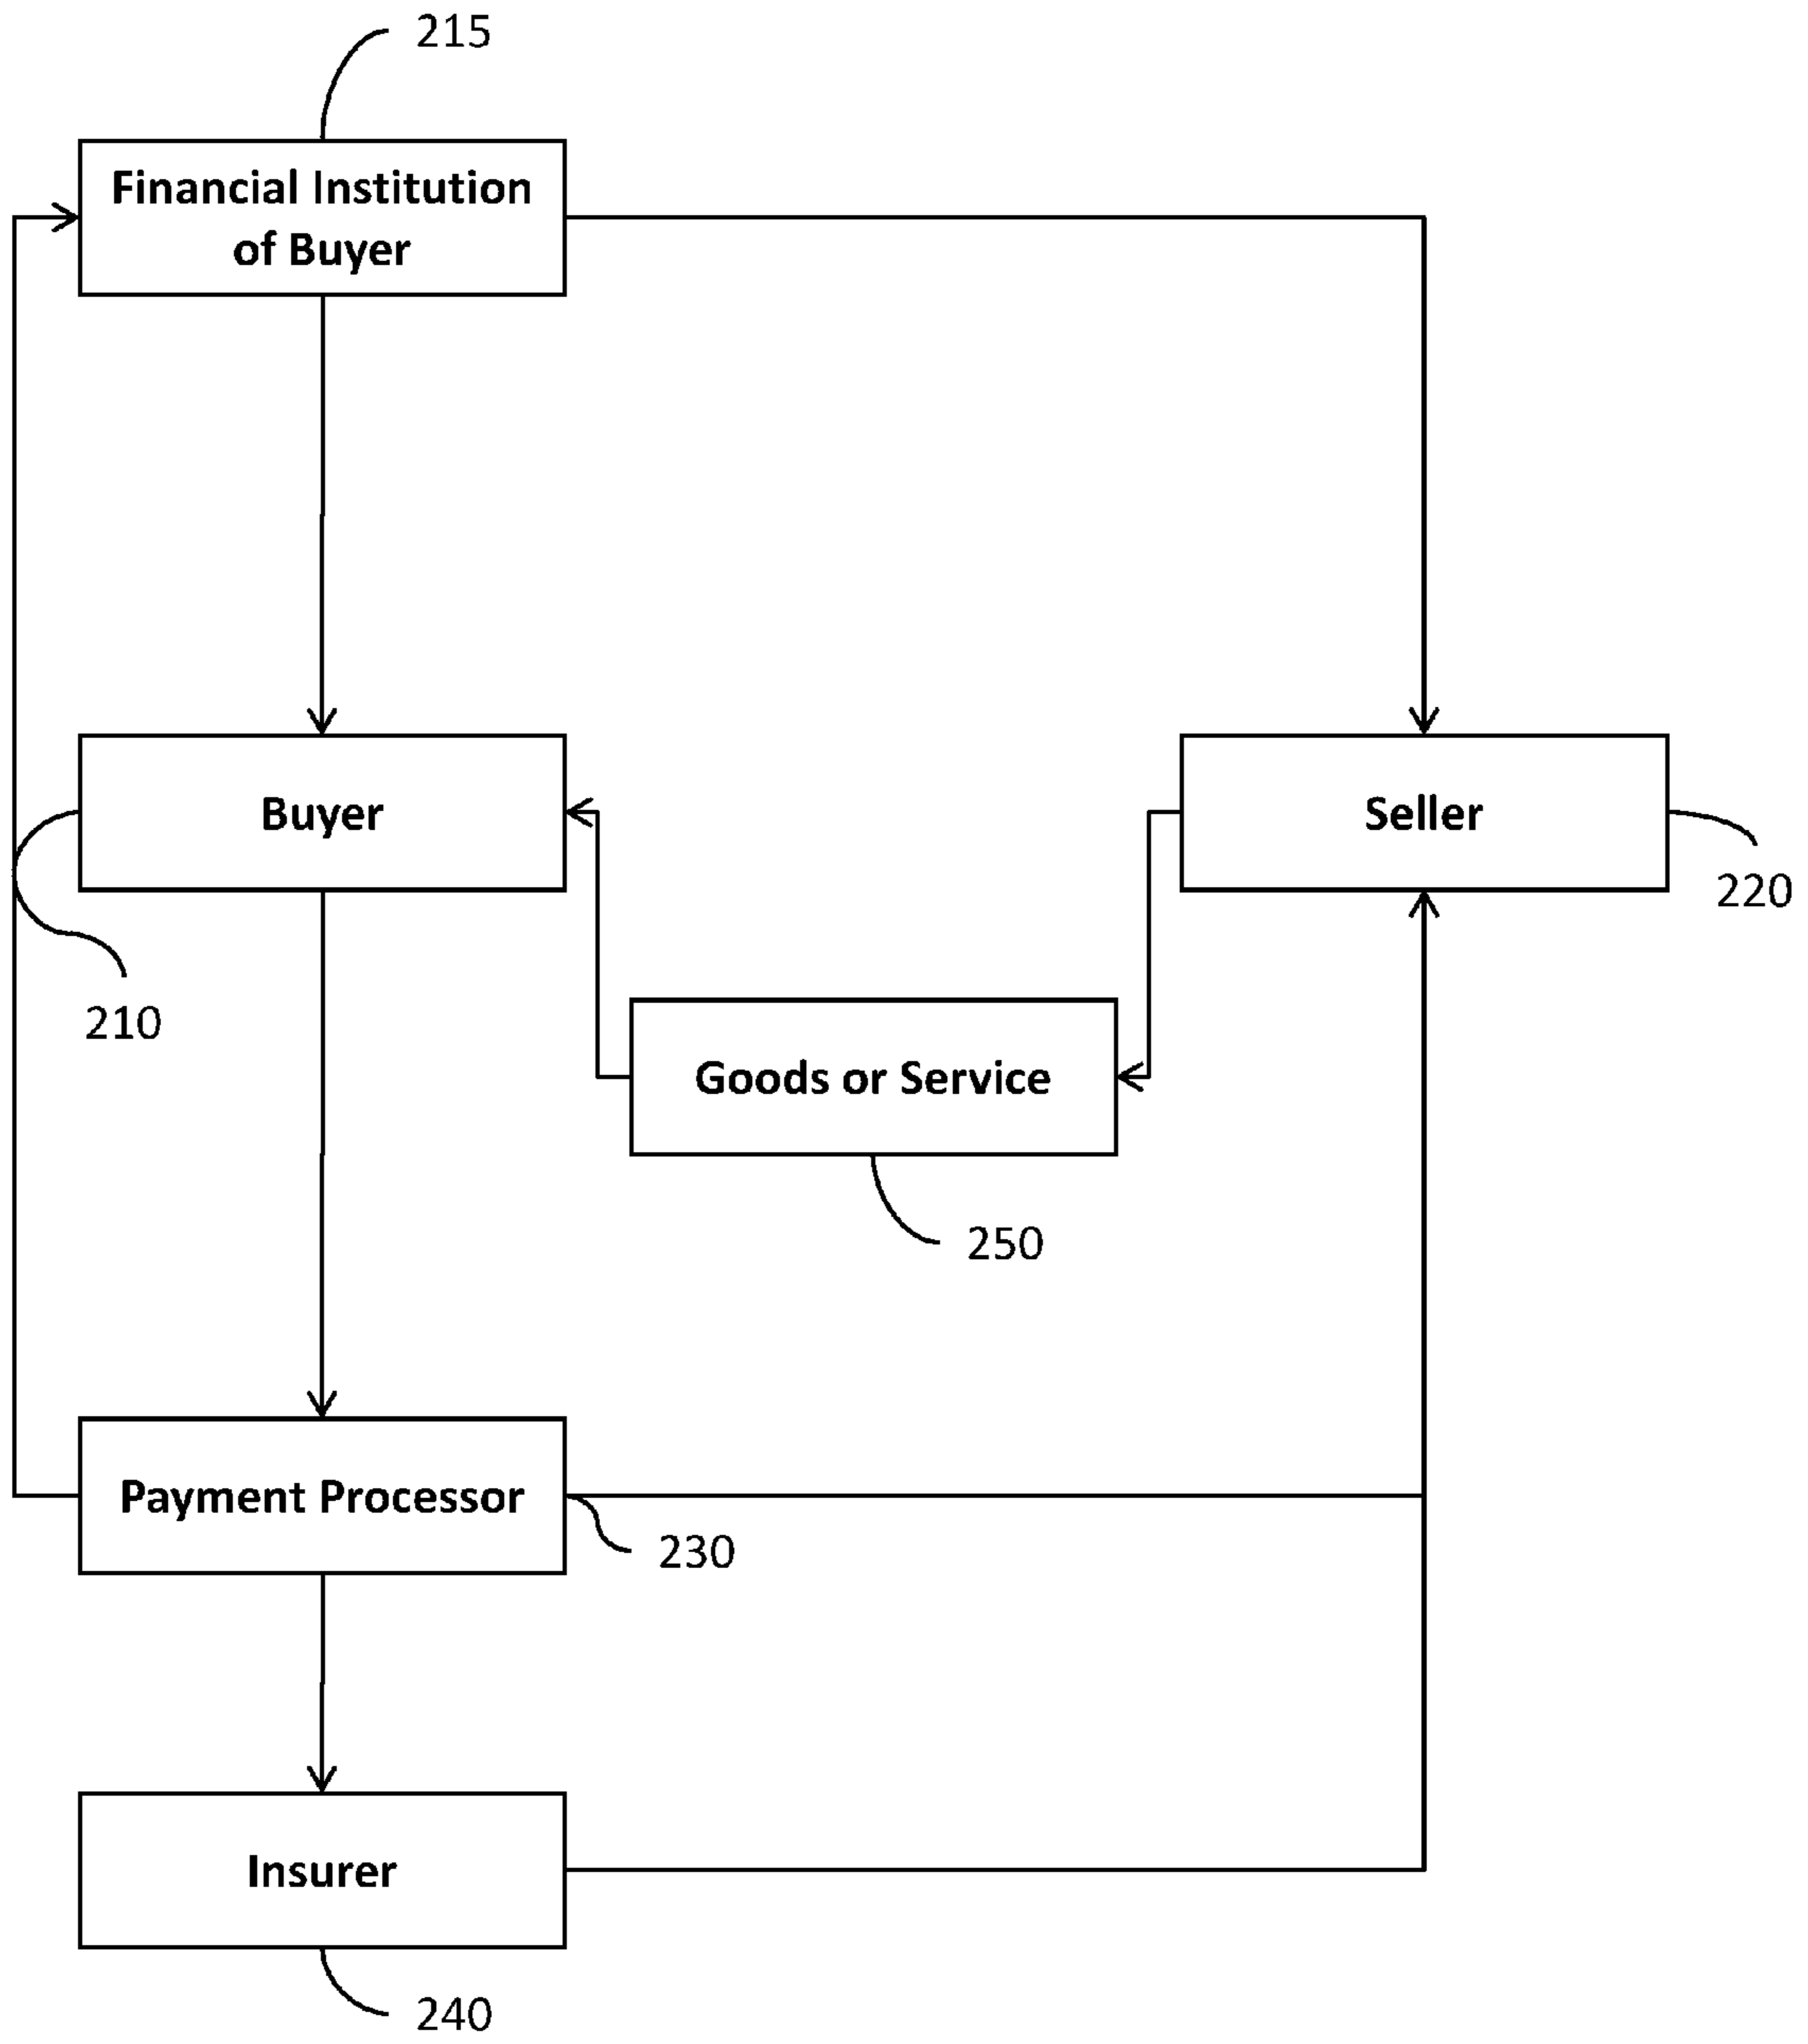 215
Financial Institution
of Buyer
Buyer
Seller
220
210
Goods or Service
250
Payment Processor
230
Insurer
240